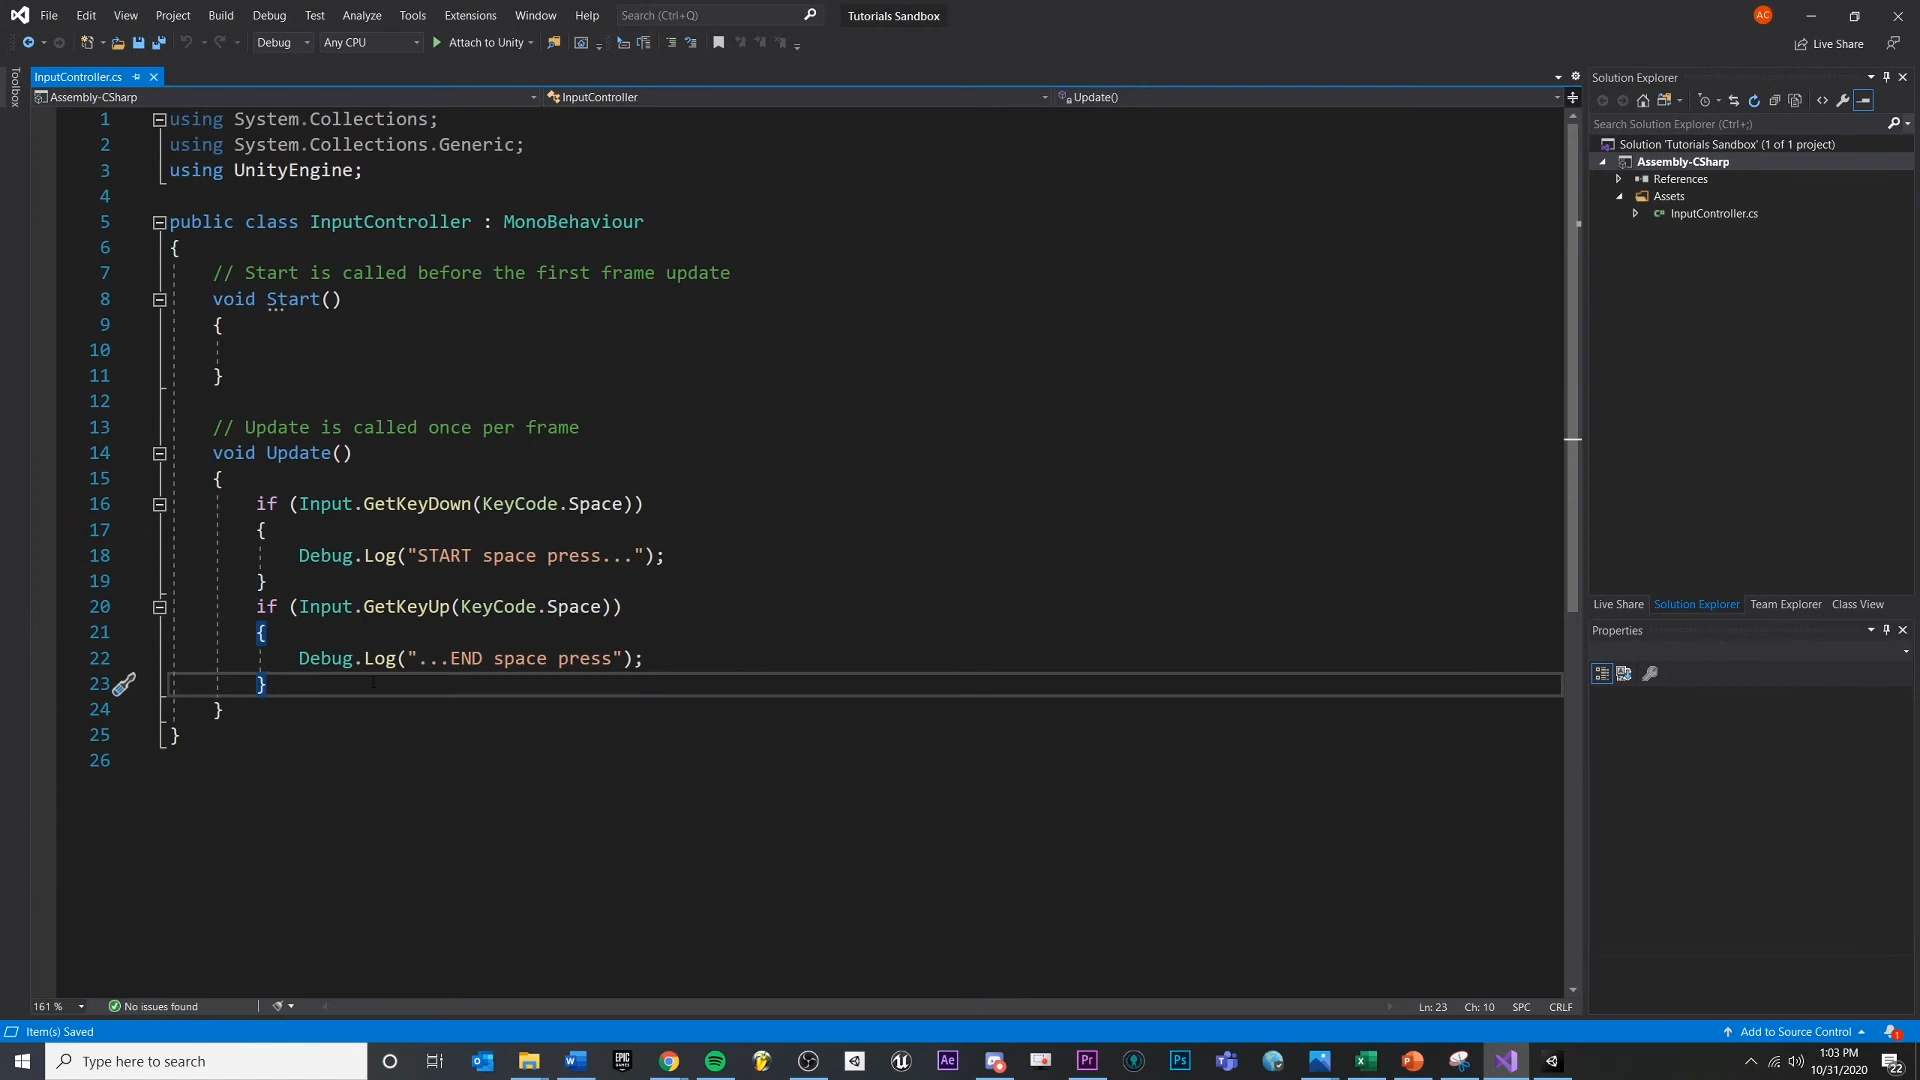 File Edit View Project Build Debug Test Analyze Tools Extensions Window Help Search (Ctrl+Q) Tutorials Sandbox AC
Debug Any CPU Attach to Unity Live Share
Toolbox
InputController.cs
Assembly-CSharp InputController Update()
1 using System.Collections;
2 using System.Collections.Generic;
3 using UnityEngine;
4
5 public class InputController : MonoBehaviour
6 {
7 // Start is called before the first frame update
8 void Start()
9 {
10
11 }
12
13 // Update is called once per frame
14 void Update()
15 {
16 if (Input.GetKeyDown(KeyCode.Space))
17 {
18 Debug.Log("START space press...");
19 }
20 if (Input.GetKeyUp(KeyCode.Space))
21 {
22 Debug.Log("...END space press");
23 }
24 }
25 }
26
Solution Explorer
Search Solution Explorer (Ctrl+;)
Solution 'Tutorials Sandbox' (1 of 1 project)
Assembly-CSharp
References
Assets
C# InputController.cs
Live Share Solution Explorer Team Explorer Class View
Properties
161 % No issues found Ln: 23 Ch: 10 SPC CRLF
Item(s) Saved Add to Source Control 1
Type here to search Ae Pr Ps 1:03 PM
10/31/2020 22